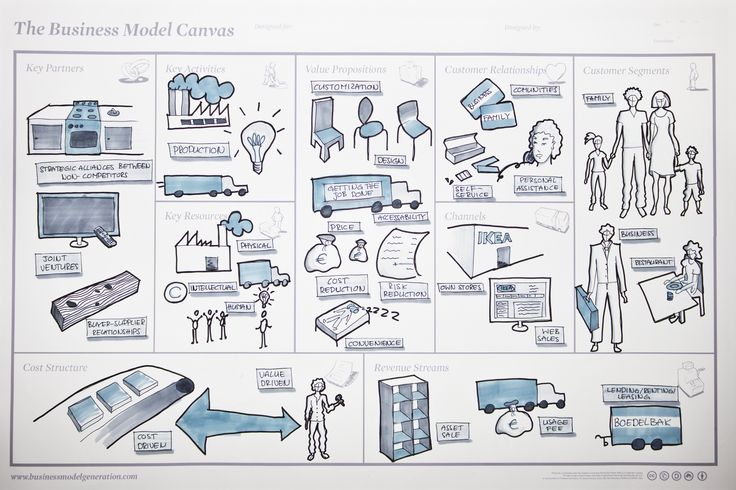 The Business Model Canvas
Designed for:
Designed by:
Key Partners
STRATEGIC ALLIANCES BETWEEN
NON-COMPETITORS
JOINT
VENTURES
BUYER-SUPPLIER
RELATIONSHIPS
Key Activities
PRODUCTION
Key Resources
PHYSICAL
©
INTELLECTUAL
HUMAN
Value Propositions
CUSTOMIZATION
DESIGN
GETTING THE
JOB DONE
ACCESSABILITY
PRICE
€
€
COST
REDUCTION
RISK
REDUCTION
ZZZ
CONVENIENCE
Customer Relationships
BUSINESS
FAMILY
COMUNITIES
SELF-
SERVICE
PERSONAL
ASSISTANCE
Channels
IKEA
OWN STORES
WEB
SALES
Customer Segments
FAMILY
BUSINESS
RESTAURANT
Cost Structure
COST
DRIVEN
VALUE
DRIVEN
Revenue Streams
ASSET
SALE
€
USAGE
FEE
LENDING/RENTING/
LEASING
BOEDELBAK
www.businessmodelgeneration.com